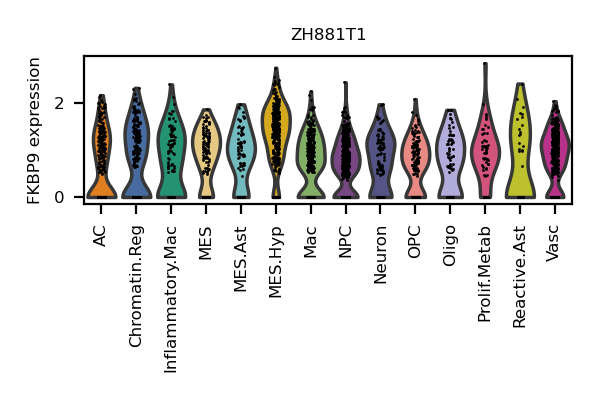 ZH881T1
FKBP9 expression
2
0
AC
Chromatin.Reg
Inflammatory.Mac
MES
MES.Ast
MES.Hyp
Mac
NPC
Neuron
OPC
Oligo
Prolif.Metab
Reactive.Ast
Vasc